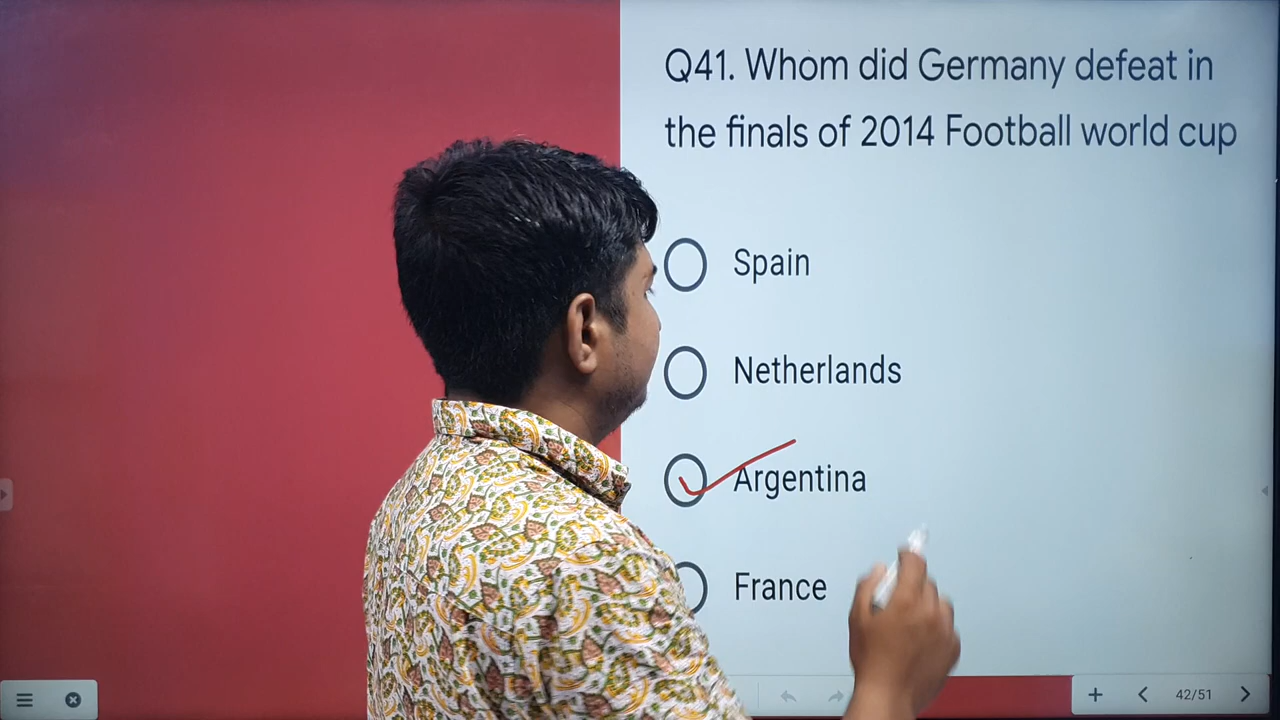 Q41. Whom did Germany defeat in
the finals of 2014 Football world cup
Spain
Netherlands
Argentina
France
42/51